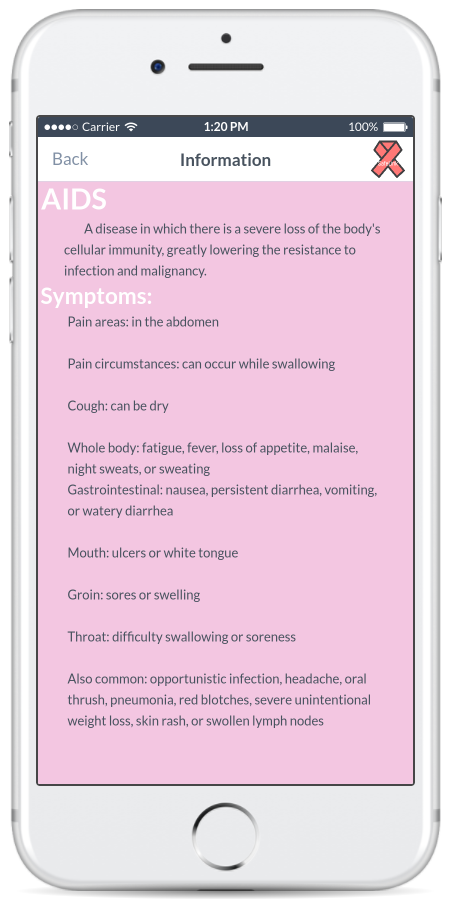 Carrier 1:20 PM 100%
Back Information
AIDS
A disease in which there is a severe loss of the body's
cellular immunity, greatly lowering the resistance to
infection and malignancy.
Symptoms:
Pain areas: in the abdomen
Pain circumstances: can occur while swallowing
Cough: can be dry
Whole body: fatigue, fever, loss of appetite, malaise,
night sweats, or sweating
Gastrointestinal: nausea, persistent diarrhea, vomiting,
or watery diarrhea
Mouth: ulcers or white tongue
Groin: sores or swelling
Throat: difficulty swallowing or soreness
Also common: opportunistic infection, headache, oral
thrush, pneumonia, red blotches, severe unintentional
weight loss, skin rash, or swollen lymph nodes